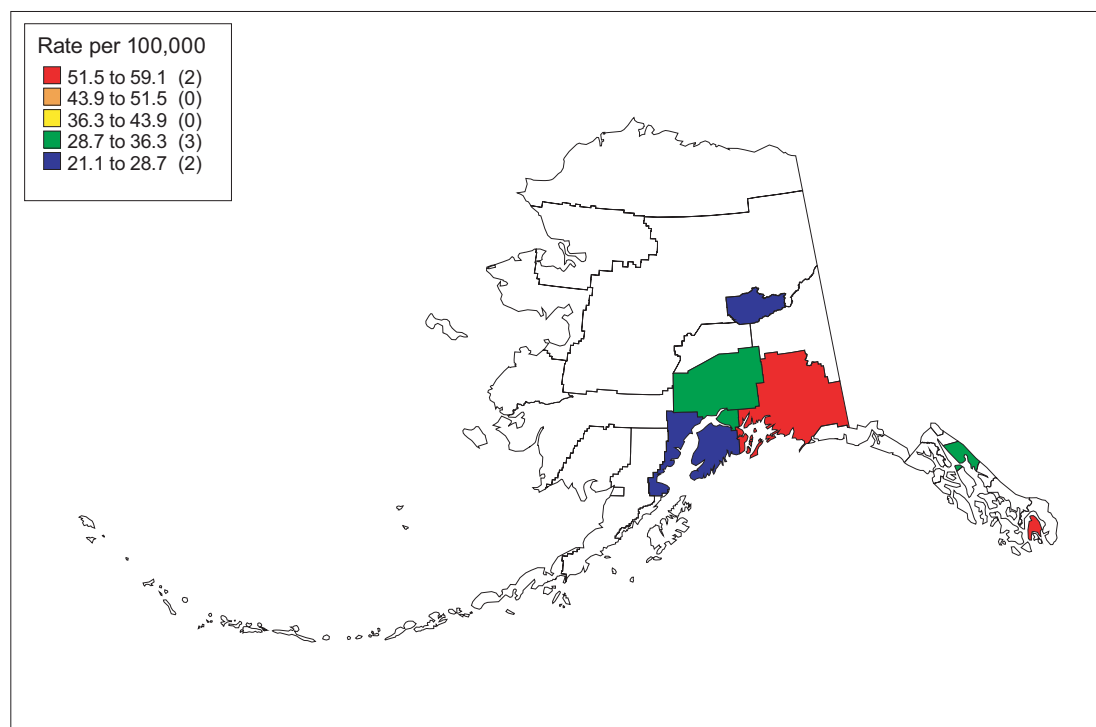 Rate per 100,000
51.5 to 59.1 (2)
43.9 to 51.5 (0)
36.3 to 43.9 (0)
28.7 to 36.3 (3)
21.1 to 28.7 (2)